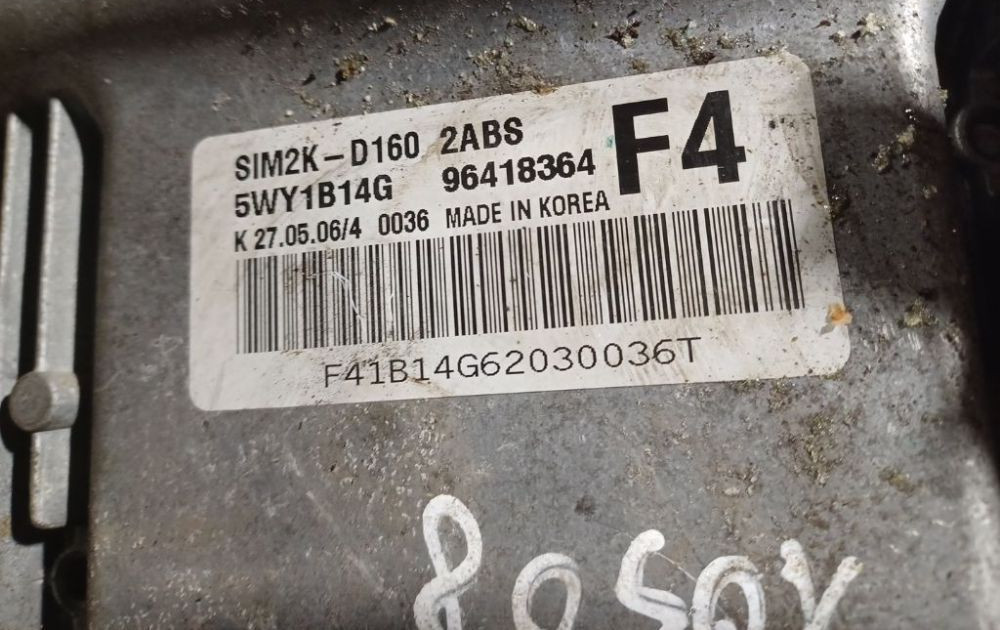 SIM2K-D160 2ABS
5WY1B14G 96418364
F4
K 27.05.06/4 0036 MADE IN KOREA
F41B14G62030036T